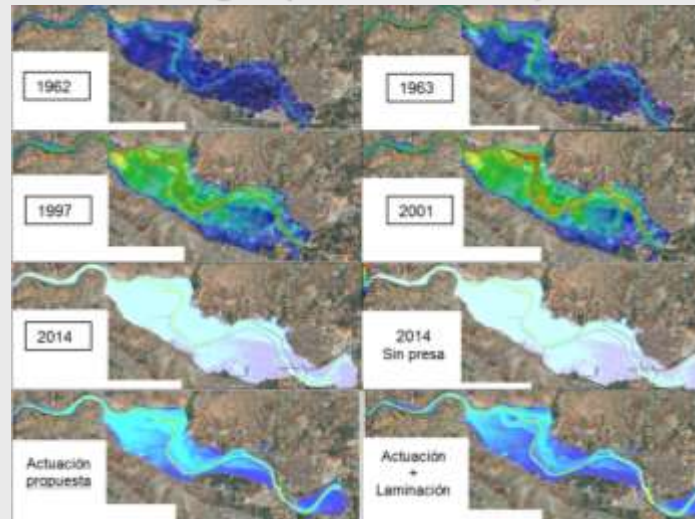 1962
1963
1997
2001
2014
2014
Sin presa
Actuación
propuesta
Actuación
+
Laminación